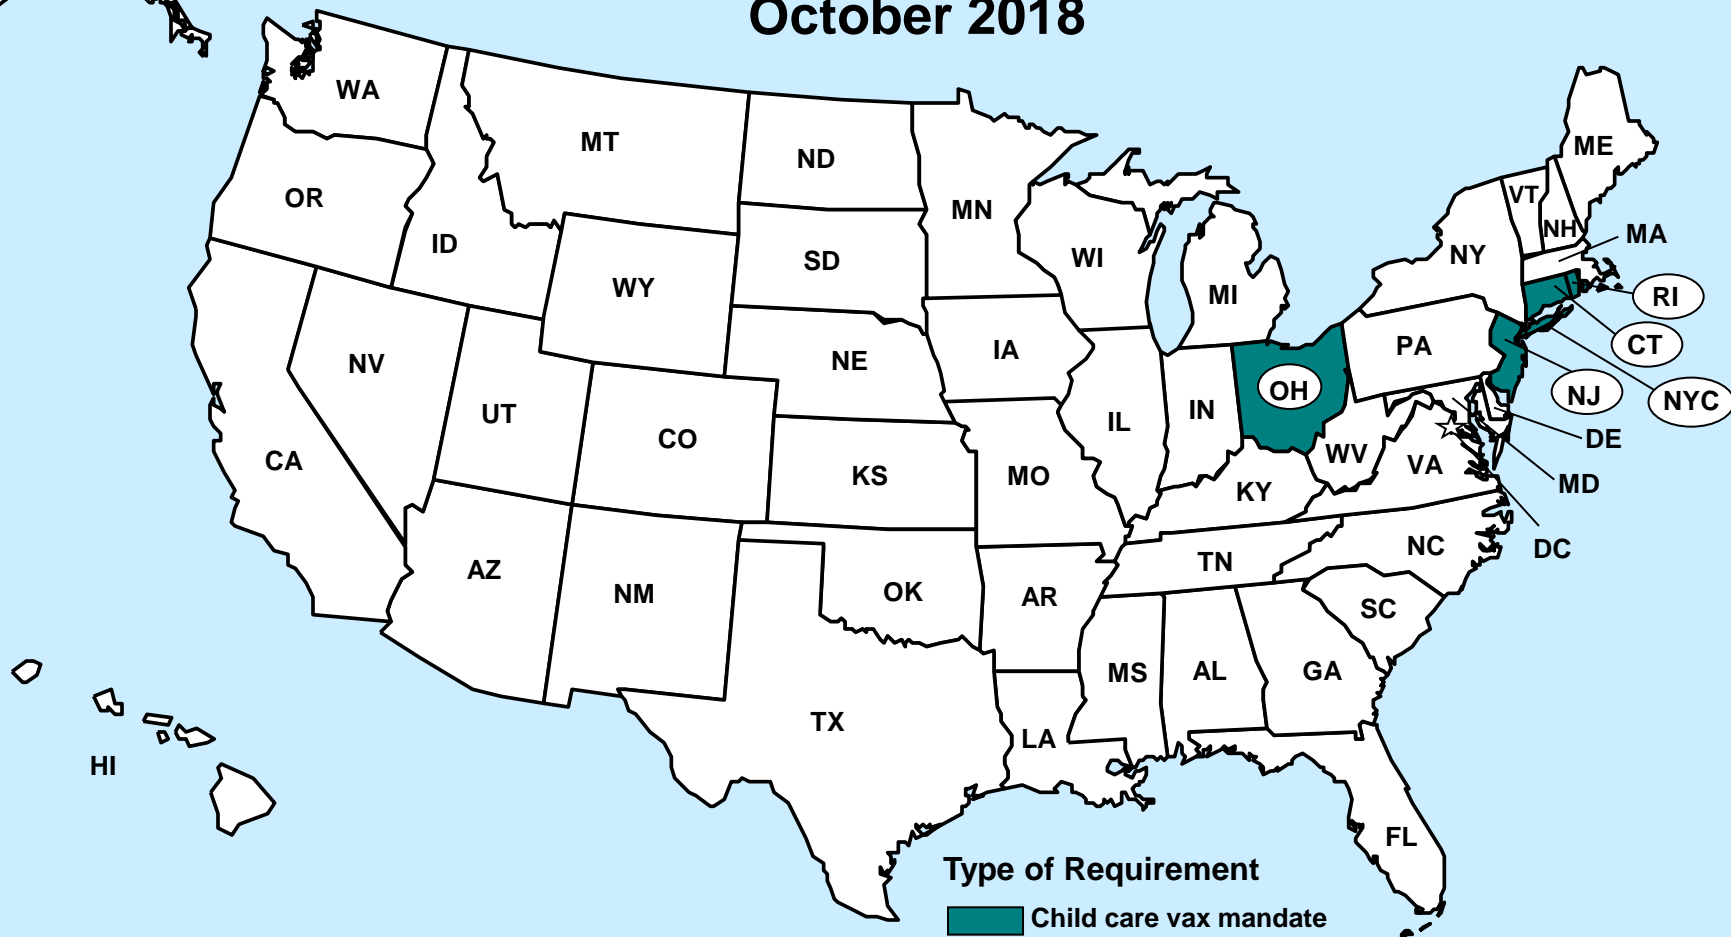 October 2018
WA
MT
ND
MN
OR
ID
WY
SD
WI
MI
ME
VT
NH
NY
MA
RI
CT
NYC
NJ
PA
DE
MD
DC
NV
UT
CO
NE
IA
IL
IN
OH
WV
VA
CA
KS
MO
KY
AZ
NM
OK
AR
TN
NC
SC
TX
LA
MS
AL
GA
FL
HI
Type of Requirement
Child care vax mandate